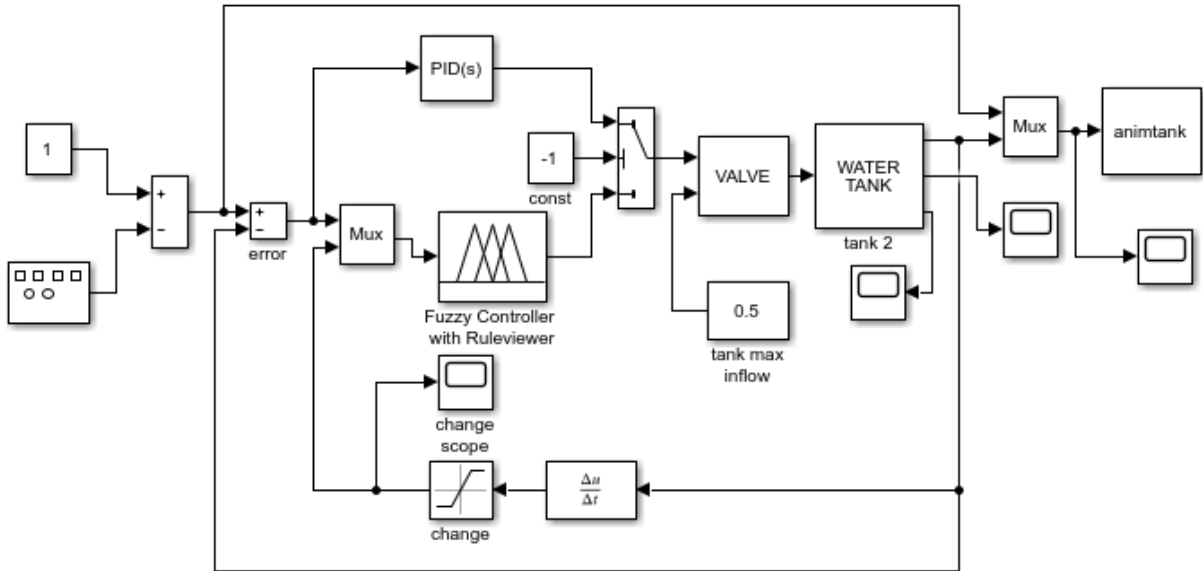 PID(s)
1
+
−
+
−
error
Mux
-1
const
VALVE
WATER
TANK
tank 2
Mux
animtank
Fuzzy Controller
with Ruleviewer
0.5
tank max
inflow
change
scope
Δu
Δt
change